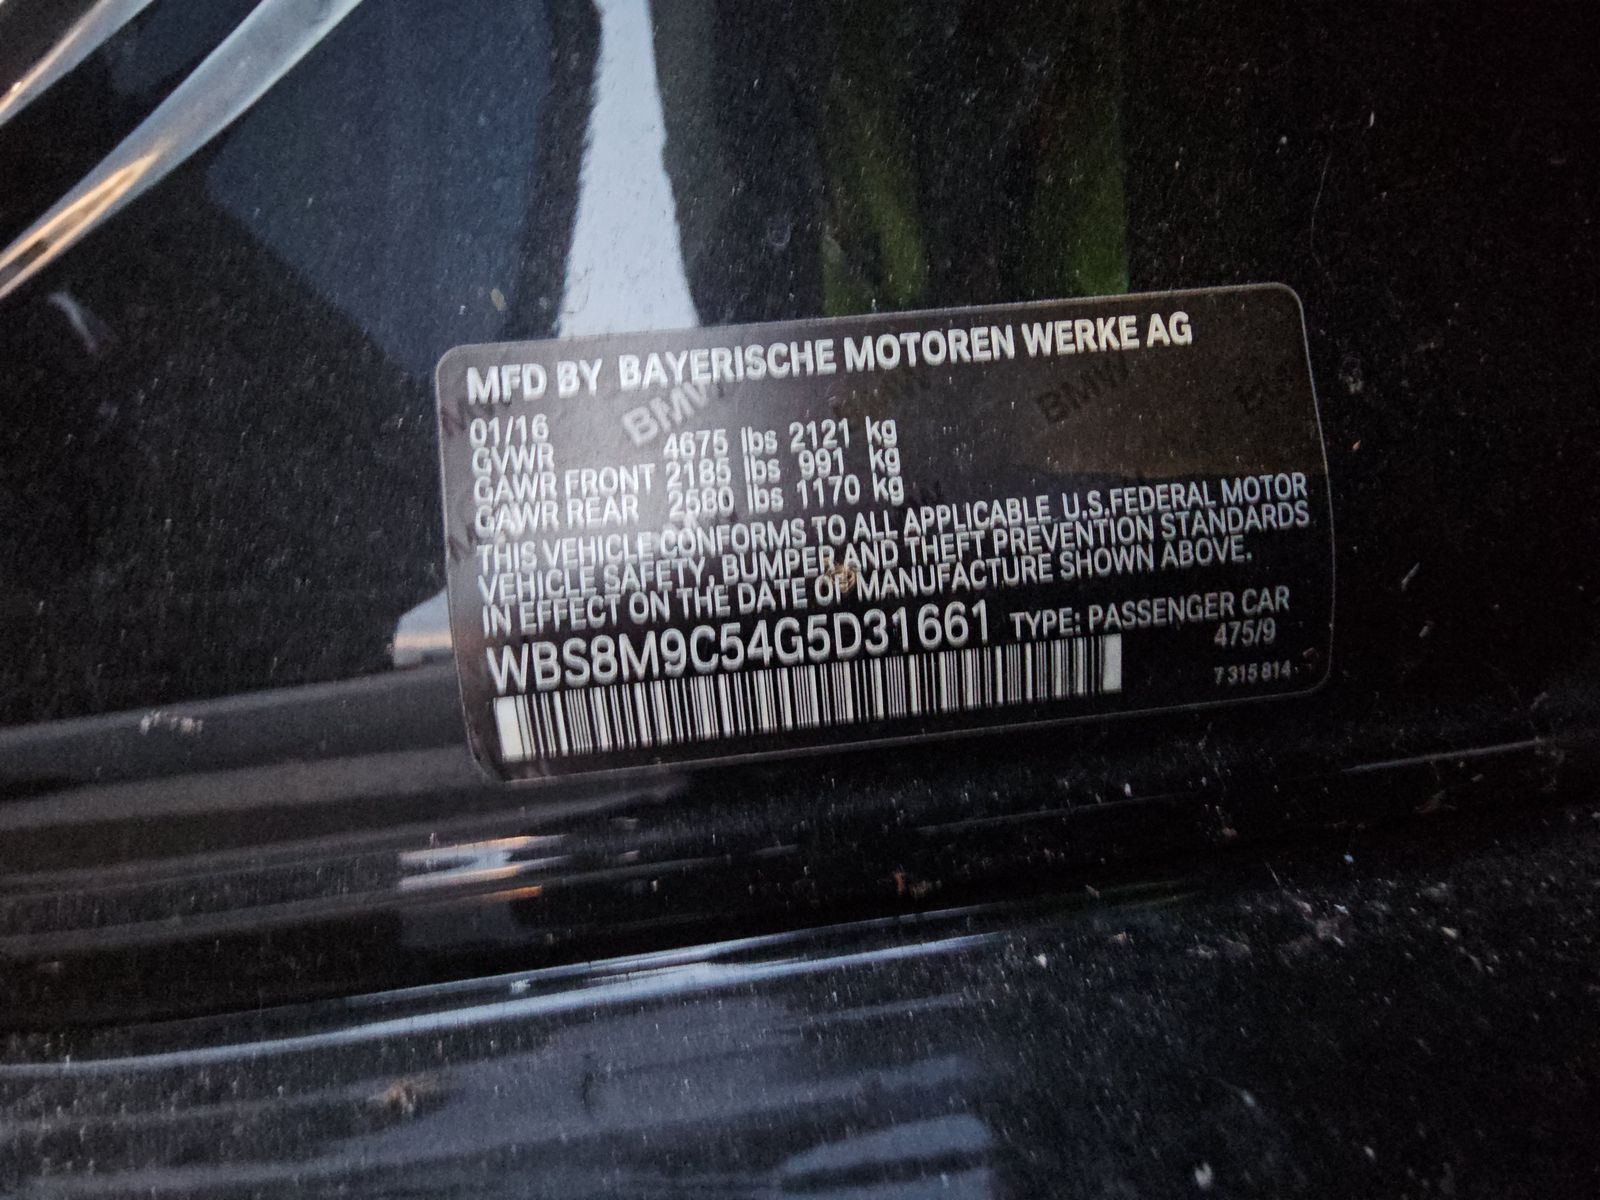 MFD BY BAYERISCHE MOTOREN WERKE AG
01/16
GVWR 4675 lbs 2121 kg
GAWR FRONT 2185 lbs 991 kg
GAWR REAR 2580 lbs 1170 kg
THIS VEHICLE CONFORMS TO ALL APPLICABLE U.S.FEDERAL MOTOR
VEHICLE SAFETY, BUMPER AND THEFT PREVENTION STANDARDS
IN EFFECT ON THE DATE OF MANUFACTURE SHOWN ABOVE.
WBS8M9C54G5D31661 TYPE: PASSENGER CAR
475/9
7 315 814
BMW BMW BMW